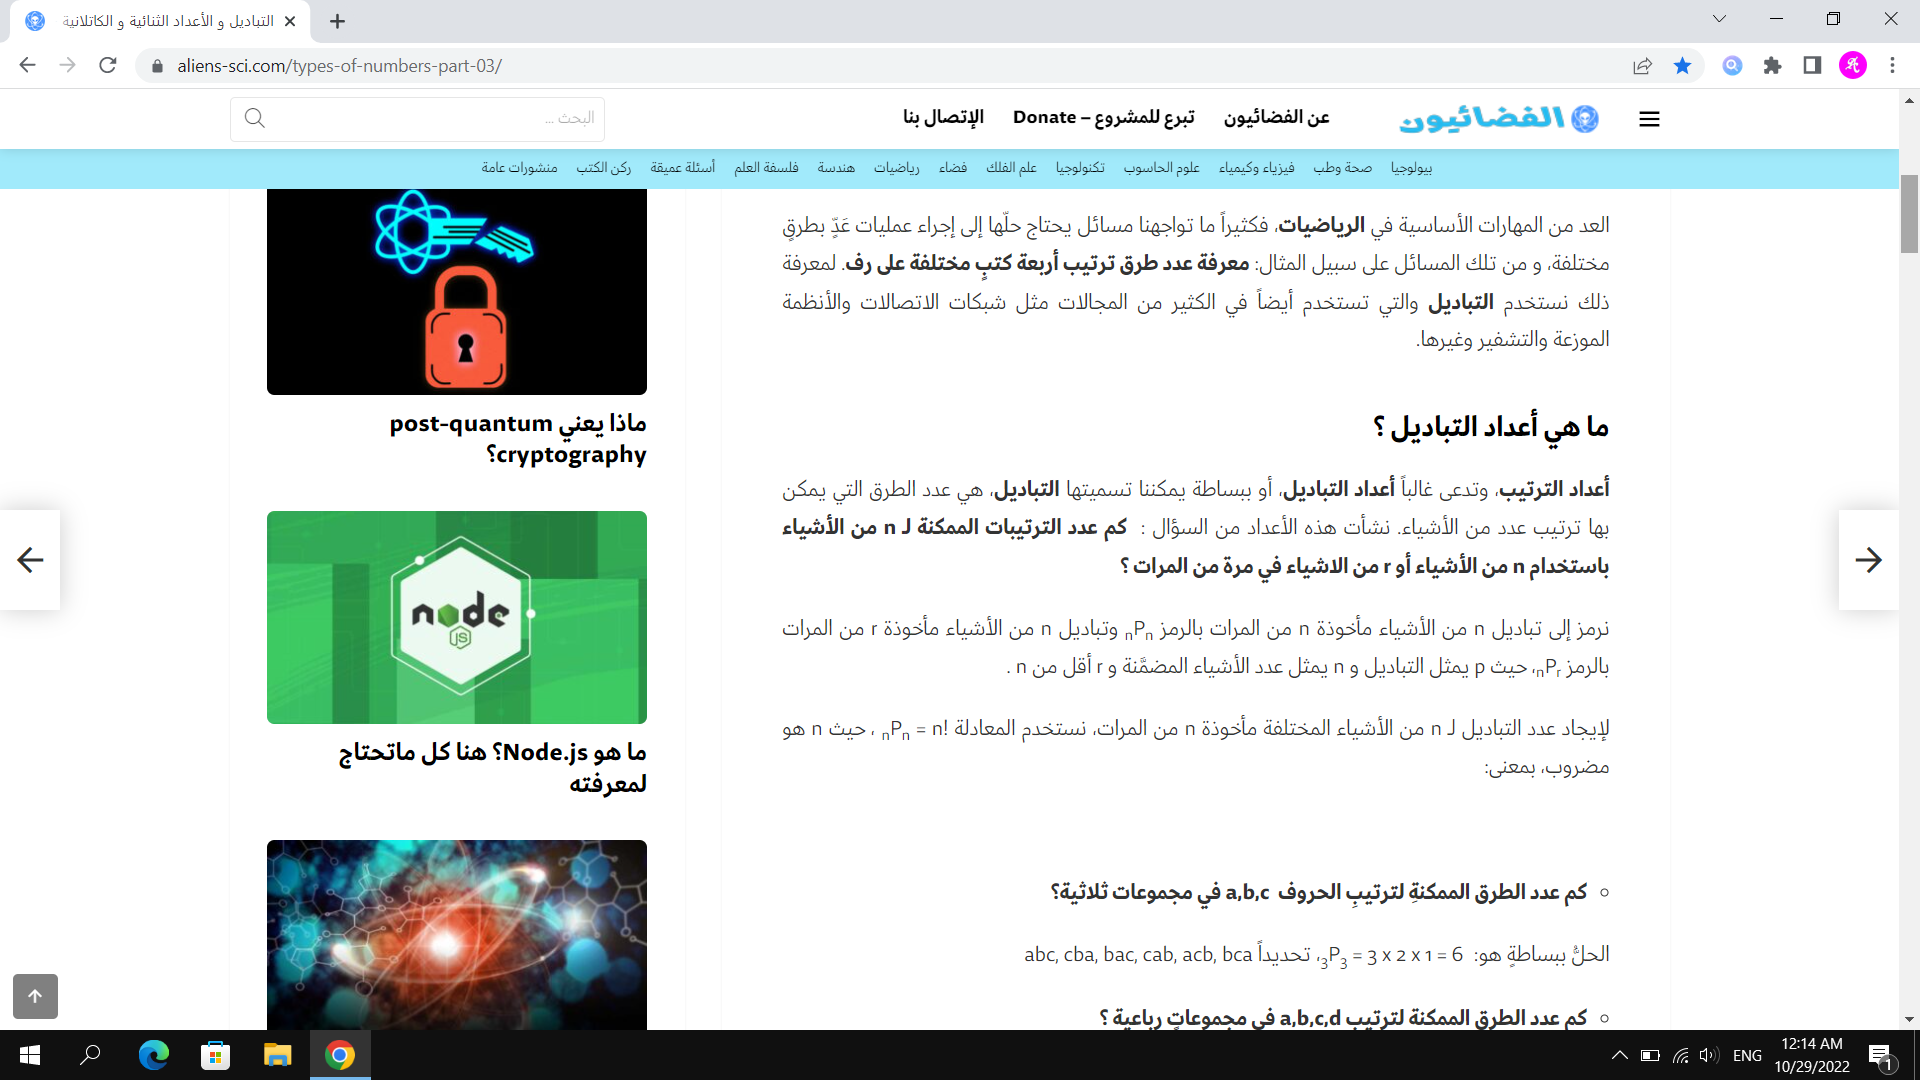 التباديل و الأعداد الثنائية و الكاتلانية
aliens-sci.com/types-of-numbers-part-03/
الفضائيون
عن الفضائيون
تبرع للمشروع – Donate
الإتصال بنا
البحث ...
بيولوجيا صحة وطب فيزياء وكيمياء علوم الحاسوب تكنولوجيا علم الفلك فضاء رياضيات هندسة فلسفة العلم أسئلة عميقة ركن الكتب منشورات عامة
العد من المهارات الأساسية في الرياضيات، فكثيراً ما تواجهنا مسائل يحتاج حلّها إلى إجراء عمليات عَدٍّ بطرقٍ
مختلفة، و من تلك المسائل على سبيل المثال: معرفة عدد طرق ترتيب أربعة كتبٍ مختلفة على رف. لمعرفة
ذلك نستخدم التباديل والتي تستخدم أيضاً في الكثير من المجالات مثل شبكات الاتصالات والأنظمة
الموزعة والتشفير وغيرها.
ما هي أعداد التباديل ؟
أعداد الترتيب، وتدعى غالباً أعداد التباديل، أو ببساطة يمكننا تسميتها التباديل، هي عدد الطرق التي يمكن
بها ترتيب عدد من الأشياء. نشأت هذه الأعداد من السؤال : كم عدد الترتيبات الممكنة لـ n من الأشياء
باستخدام n من الأشياء أو r من الاشياء في مرة من المرات ؟
نرمز إلى تباديل n من الأشياء مأخوذة n من المرات بالرمز ₙPₙ وتباديل n من الأشياء مأخوذة r من المرات
بالرمز ₙPᵣ، حيث p يمثل التباديل و n يمثل عدد الأشياء المضمَّنة و r أقل من n .
لإيجاد عدد التباديل لـ n من الأشياء المختلفة مأخوذة n من المرات، نستخدم المعادلة ₙPₙ = n! ، حيث n هو
مضروب، بمعنى:
كم عدد الطرق الممكنةِ لترتيبِ الحروف a,b,c في مجموعات ثلاثية؟
الحلُّ ببساطةٍ هو: ₃P₃ = 3 x 2 x 1 = 6، تحديداً abc, cba, bac, cab, acb, bca
كم عدد الطرق الممكنة لترتيب a,b,c,d في مجموعاتٍ رباعية ؟
ماذا يعني post-quantum
cryptography؟
node
JS
ما هو Node.js؟ هنا كل ماتحتاج
لمعرفته
ENG
12:14 AM
10/29/2022
1